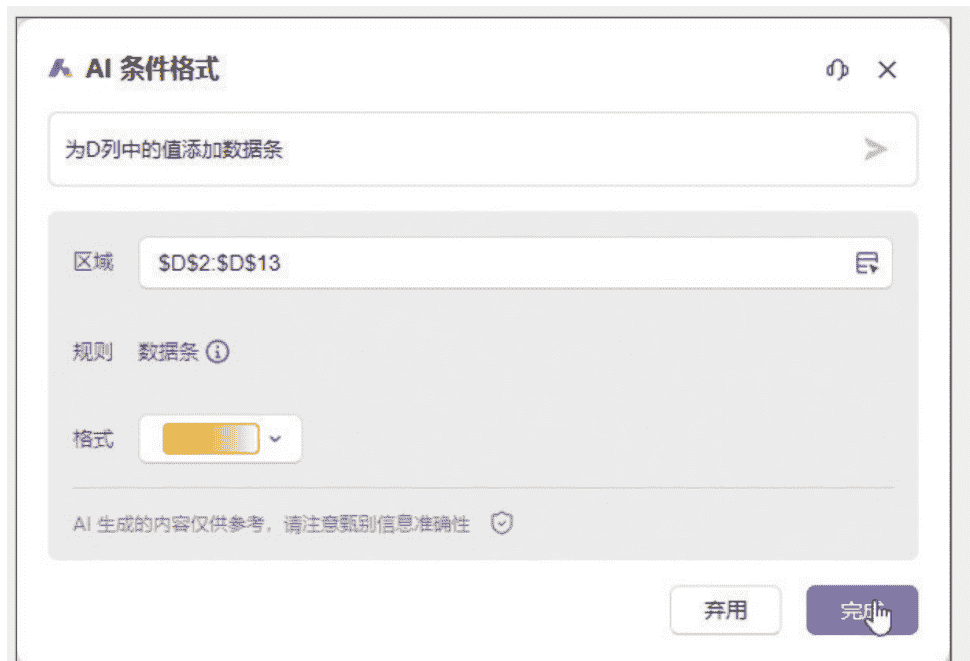 AI 条件格式
为D列中的值添加数据条
区域 $D$2:$D$13
规则 数据条
格式
AI 生成的内容仅供参考，请注意甄别信息准确性
弃用 完成